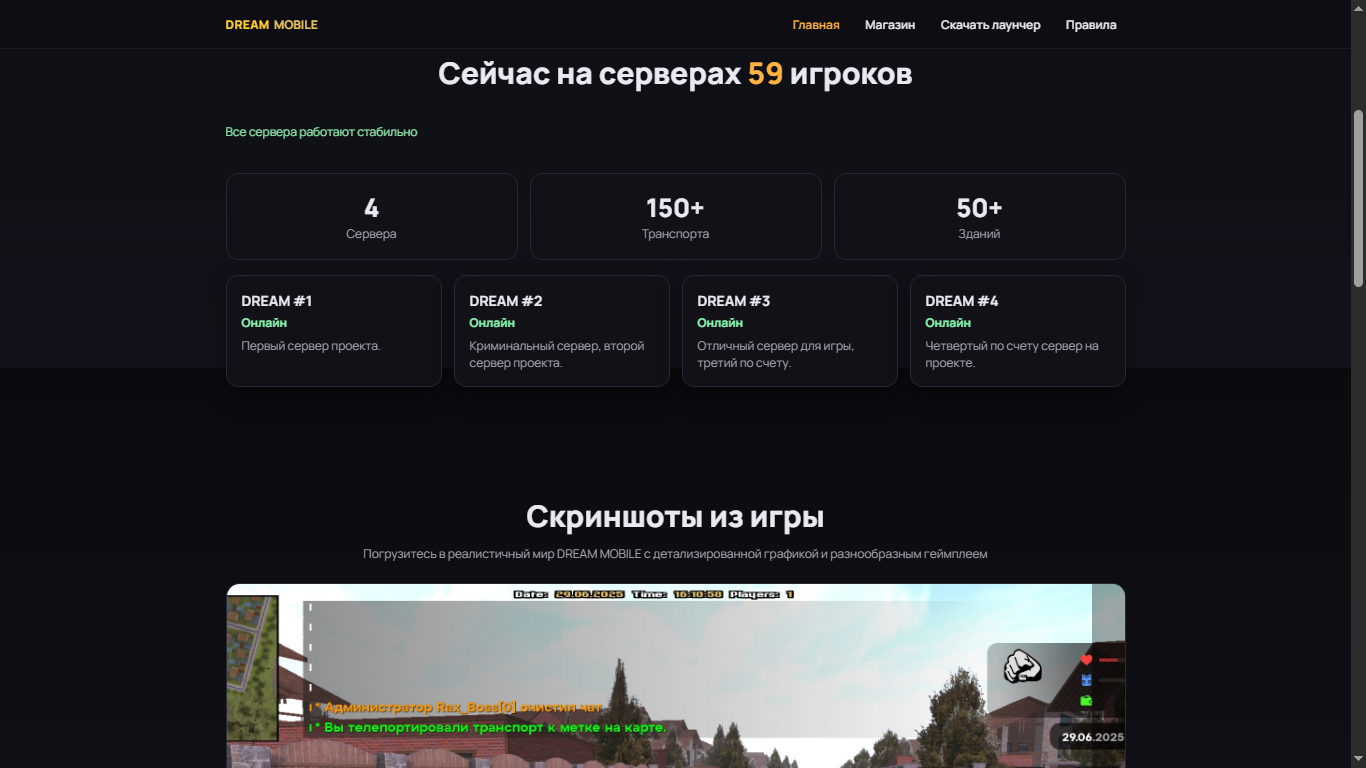 DREAM MOBILE
Главная Магазин Скачать лаунчер Правила
Сейчас на серверах 59 игроков
Все сервера работают стабильно
4
Сервера
150+
Транспорта
50+
Зданий
DREAM #1
Онлайн
Первый сервер проекта.
DREAM #2
Онлайн
Криминальный сервер, второй
сервер проекта.
DREAM #3
Онлайн
Отличный сервер для игры,
третий по счету.
DREAM #4
Онлайн
Четвертый по счету сервер на
проекте.
Скриншоты из игры
Погрузитесь в реалистичный мир DREAM MOBILE с детализированной графикой и разнообразным геймплеем
Date: 29.06.2025 Time: 16:10:50 Players: 1
* Администратор Rax_Boss[0] очистил чат
* Вы телепортировали транспорт к метке на карте.
29.06.2025